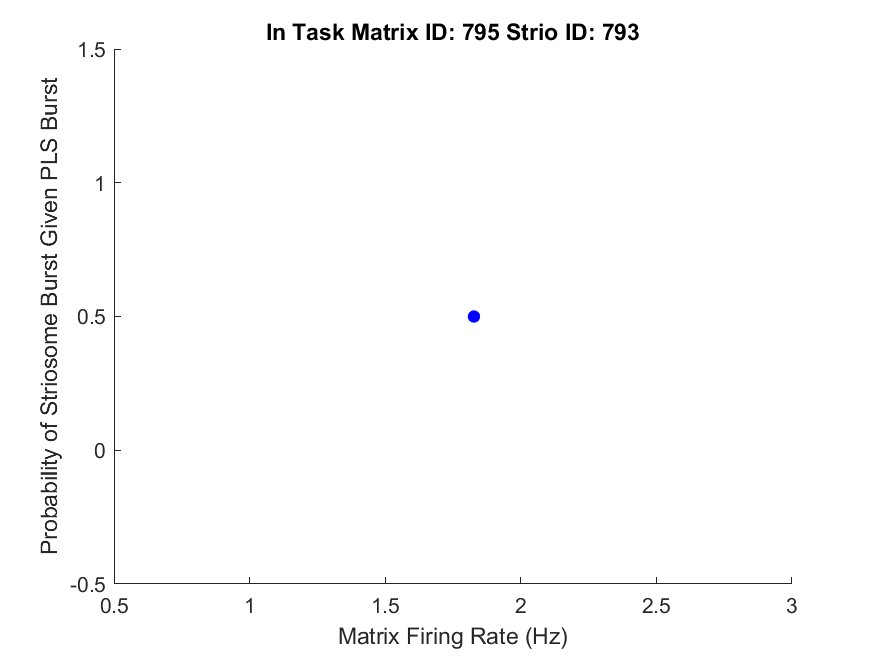 In Task Matrix ID: 795 Strio ID: 793
Probability of Striosome Burst Given PLS Burst
1.5
1
0.5
0
-0.5
0.5 1 1.5 2 2.5 3
Matrix Firing Rate (Hz)